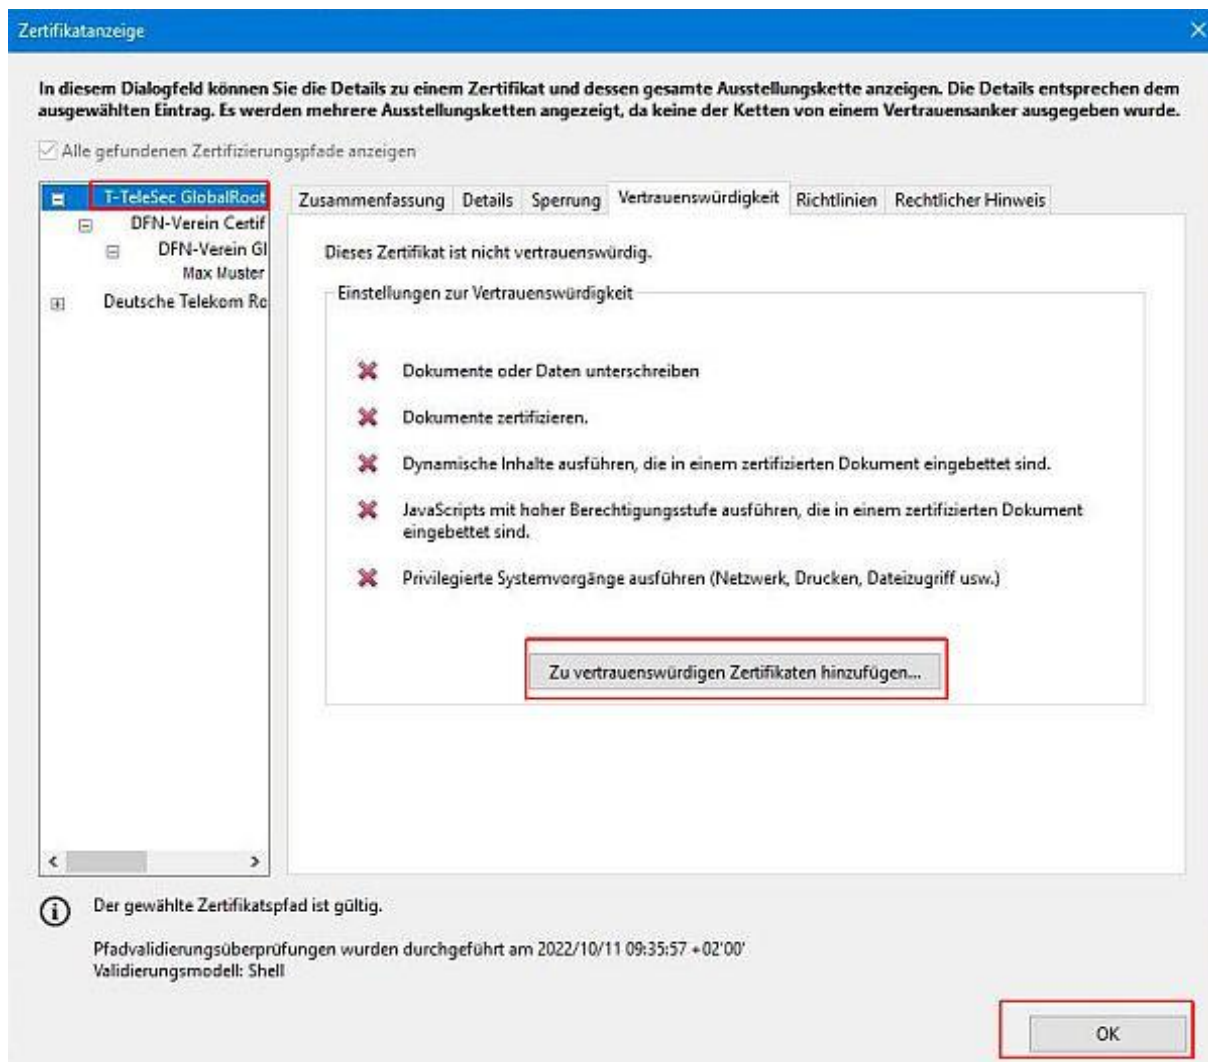 Zertifikatanzeige
In diesem Dialogfeld können Sie die Details zu einem Zertifikat und dessen gesamte Ausstellungskette anzeigen. Die Details entsprechen dem
ausgewählten Eintrag. Es werden mehrere Ausstellungsketten angezeigt, da keine der Ketten von einem Vertrauensanker ausgegeben wurde.
Alle gefundenen Zertifizierungspfade anzeigen
T-TeleSec GlobalRoot
DFN-Verein Certif
DFN-Verein Gl
Max Muster
Deutsche Telekom Ro
Zusammenfassung Details Sperrung Vertrauenswürdigkeit Richtlinien Rechtlicher Hinweis
Dieses Zertifikat ist nicht vertrauenswürdig.
Einstellungen zur Vertrauenswürdigkeit
Dokumente oder Daten unterschreiben
Dokumente zertifizieren.
Dynamische Inhalte ausführen, die in einem zertifizierten Dokument eingebettet sind.
JavaScripts mit hoher Berechtigungsstufe ausführen, die in einem zertifizierten Dokument
eingebettet sind.
Privilegierte Systemvorgänge ausführen (Netzwerk, Drucken, Dateizugriff usw.)
Zu vertrauenswürdigen Zertifikaten hinzufügen...
Der gewählte Zertifikatspfad ist gültig.
Pfadvalidierungsüberprüfungen wurden durchgeführt am 2022/10/11 09:35:57 +02'00'
Validierungsmodell: Shell
OK